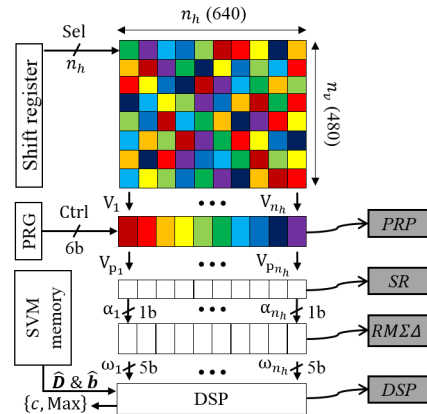 n_h (640)
Sel
n_h
Shift register
n_v (480)
V_1 ••• V_{n_h}
PRG
Ctrl
6b
PRP
V_{p_1} ••• V_{p_{n_h}}
SR
α_1 1b ••• α_{n_h} 1b
SVM memory
RMΣΔ
ω_1 5b ••• ω_{n_h} 5b
D̂ & b̂
DSP
DSP
{c, Max}